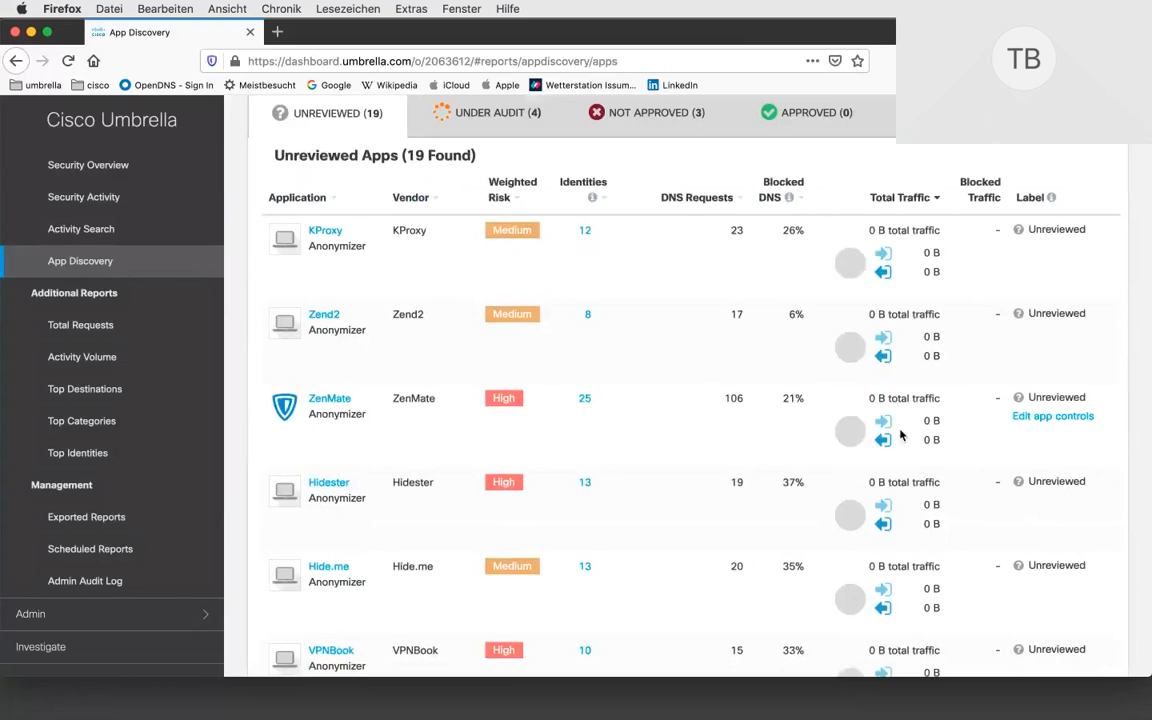 Firefox Datei Bearbeiten Ansicht Chronik Lesezeichen Extras Fenster Hilfe
App Discovery
https://dashboard.umbrella.com/o/2063612/#reports/appdiscovery/apps
umbrella cisco OpenDNS - Sign In Meistbesucht Google Wikipedia iCloud Apple Wetterstation Issum... LinkedIn
TB
Cisco Umbrella
Security Overview
Security Activity
Activity Search
App Discovery
Additional Reports
Total Requests
Activity Volume
Top Destinations
Top Categories
Top Identities
Management
Exported Reports
Scheduled Reports
Admin Audit Log
Admin
Investigate
UNREVIEWED (19) UNDER AUDIT (4) NOT APPROVED (3) APPROVED (0)
Unreviewed Apps (19 Found)
Application Vendor Weighted Risk Identities DNS Requests Blocked DNS Total Traffic Blocked Traffic Label
KProxy KProxy Medium 12 23 26% 0 B total traffic - Unreviewed
Anonymizer 0 B
0 B
Zend2 Zend2 Medium 8 17 6% 0 B total traffic - Unreviewed
Anonymizer 0 B
0 B
ZenMate ZenMate High 25 106 21% 0 B total traffic - Unreviewed
Anonymizer 0 B Edit app controls
0 B
Hidester Hidester High 13 19 37% 0 B total traffic - Unreviewed
Anonymizer 0 B
0 B
Hide.me Hide.me Medium 13 20 35% 0 B total traffic - Unreviewed
Anonymizer 0 B
0 B
VPNBook VPNBook High 10 15 33% 0 B total traffic - Unreviewed
Anonymizer 0 B